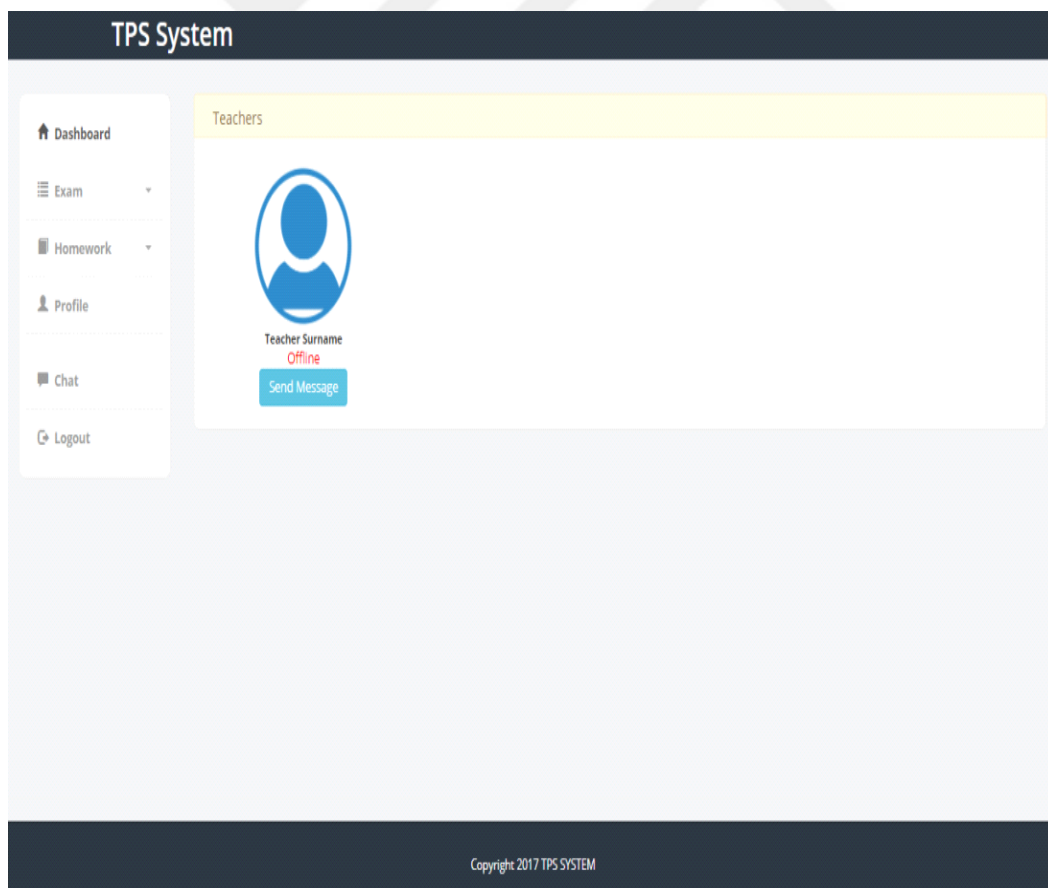 TPS System
Dashboard
Exam
Homework
Profile
Chat
Logout
Teachers
Teacher Surname
Offline
Send Message
Copyright 2017 TPS SYSTEM